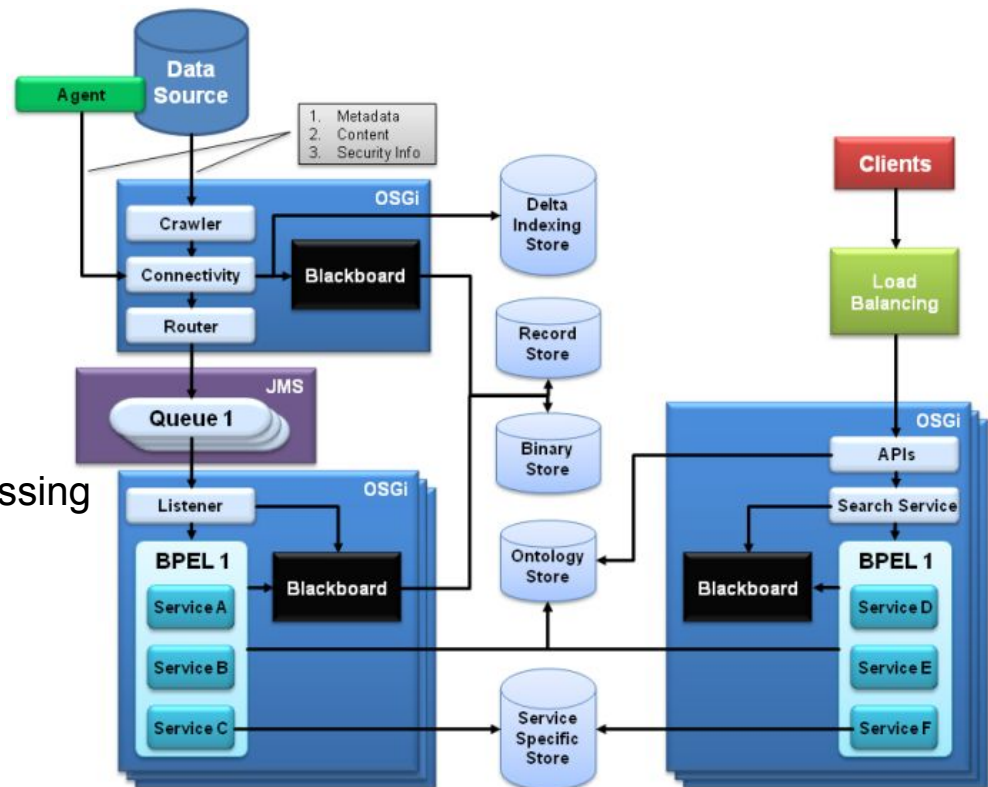 Data
Source
Agent
1. Metadata
2. Content
3. Security Info
OSGi
Crawler
Connectivity
Router
Blackboard
JMS
Queue 1
ssing
OSGi
Listener
BPEL 1
Service A
Service B
Service C
Blackboard
Delta
Indexing
Store
Record
Store
Binary
Store
Ontology
Store
Service
Specific
Store
Clients
Load
Balancing
OSGi
APIs
Search Service
Blackboard
BPEL 1
Service D
Service E
Service F